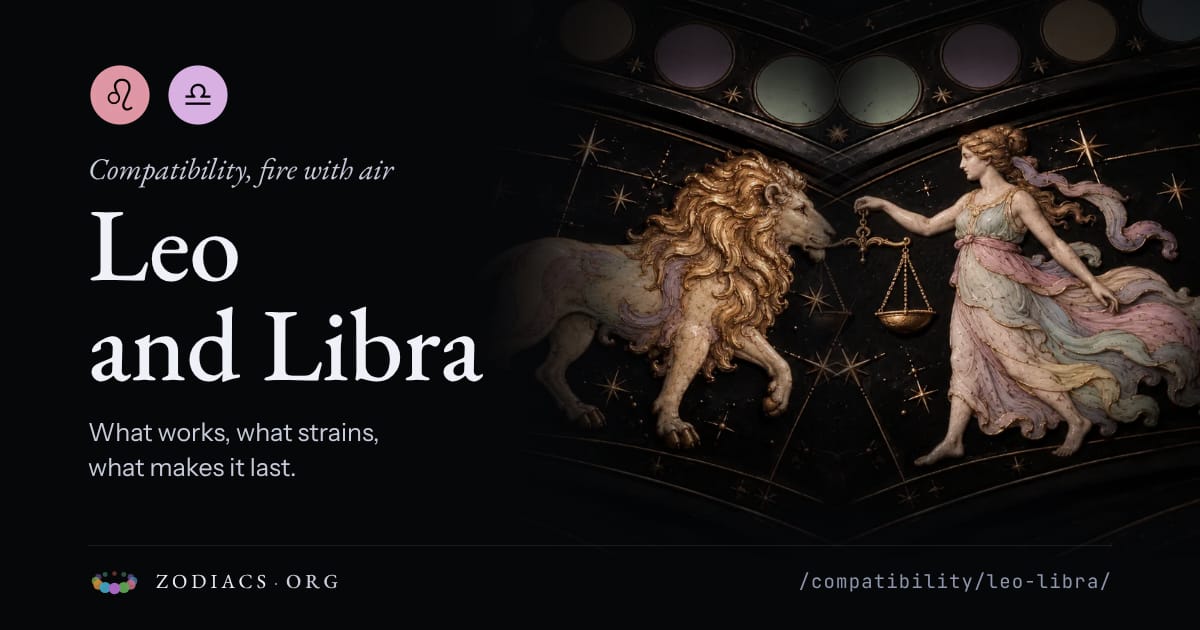 ♌︎ ♎︎
Compatibility, fire with air
Leo
and Libra
What works, what strains,
what makes it last.
ZODIACS·ORG
/compatibility/leo-libra/